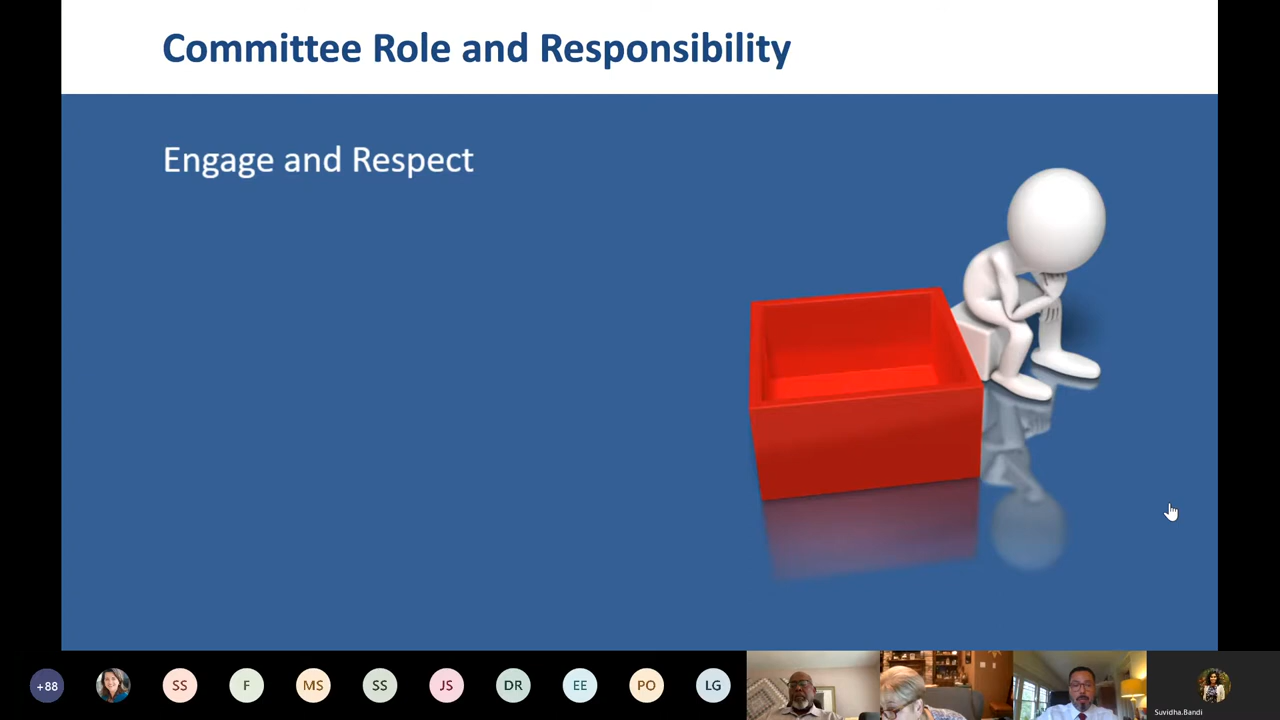 Committee Role and Responsibility
Engage and Respect
+88
SS
F
MS
SS
JS
DR
EE
PO
LG
Suvidha.Bandi